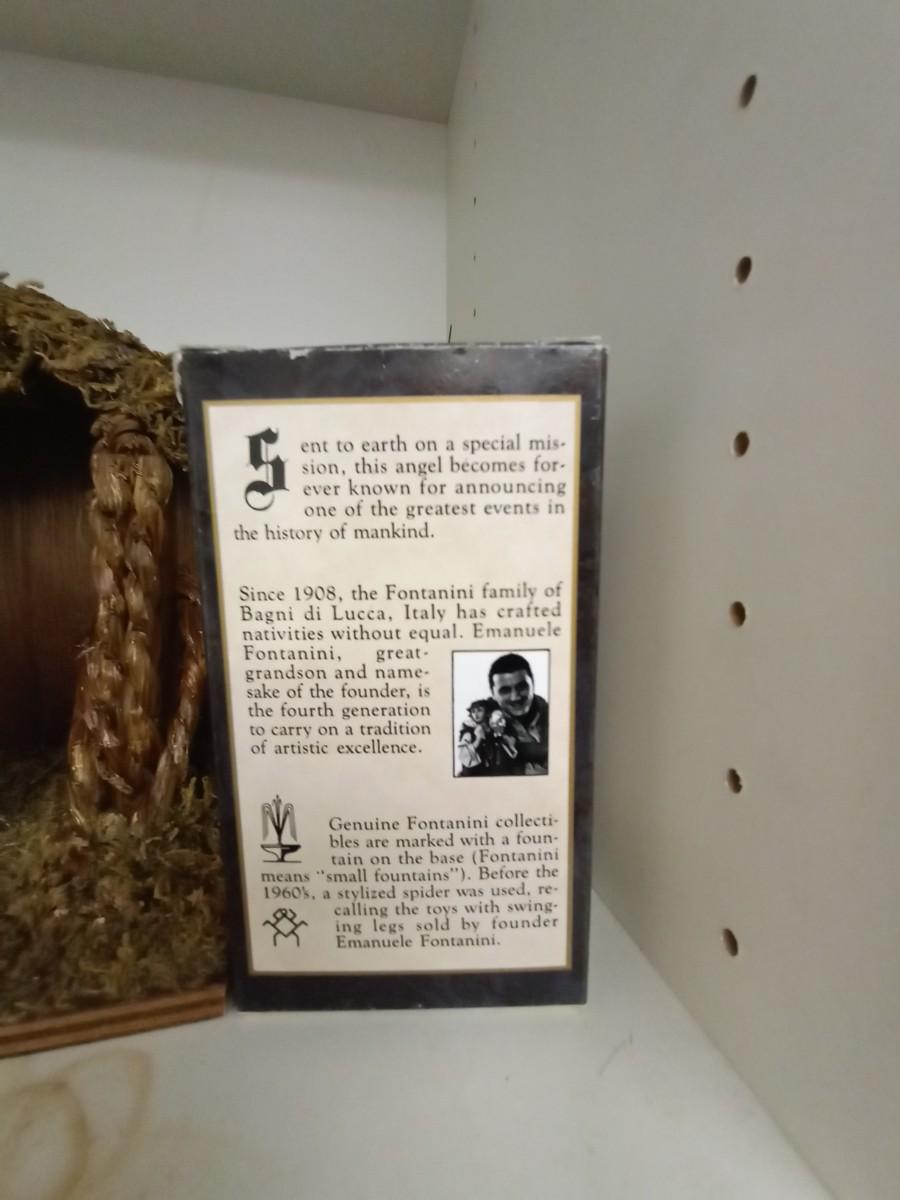 Sent to earth on a special mis-
sion, this angel becomes for-
ever known for announcing
one of the greatest events in
the history of mankind.
Since 1908, the Fontanini family of
Bagni di Lucca, Italy has crafted
nativities without equal. Emanuele
Fontanini, great-
grandson and name-
sake of the founder, is
the fourth generation
to carry on a tradition
of artistic excellence.
Genuine Fontanini collecti-
bles are marked with a foun-
tain on the base (Fontanini
means "small fountains"). Before the
1960's, a stylized spider was used, re-
calling the toys with swing-
ing legs sold by founder
Emanuele Fontanini.